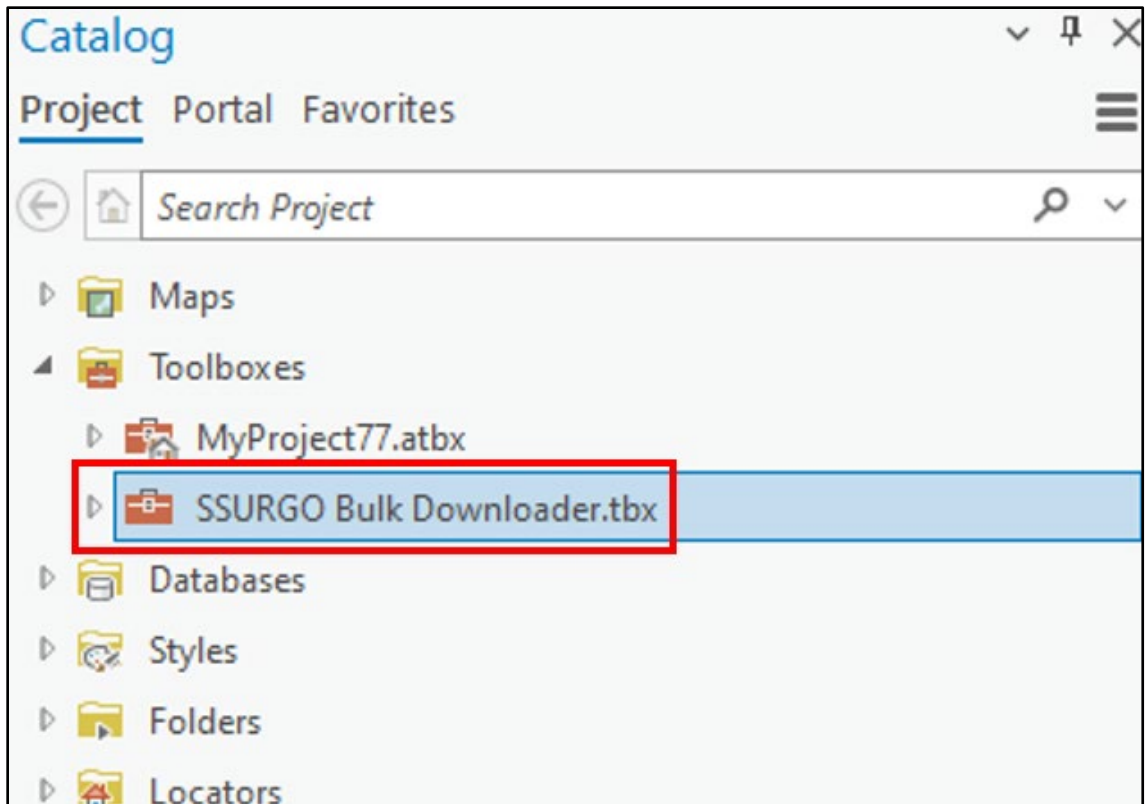 Catalog
Project Portal Favorites
Search Project
Maps
Toolboxes
MyProject77.atbx
SSURGO Bulk Downloader.tbx
Databases
Styles
Folders
Locators